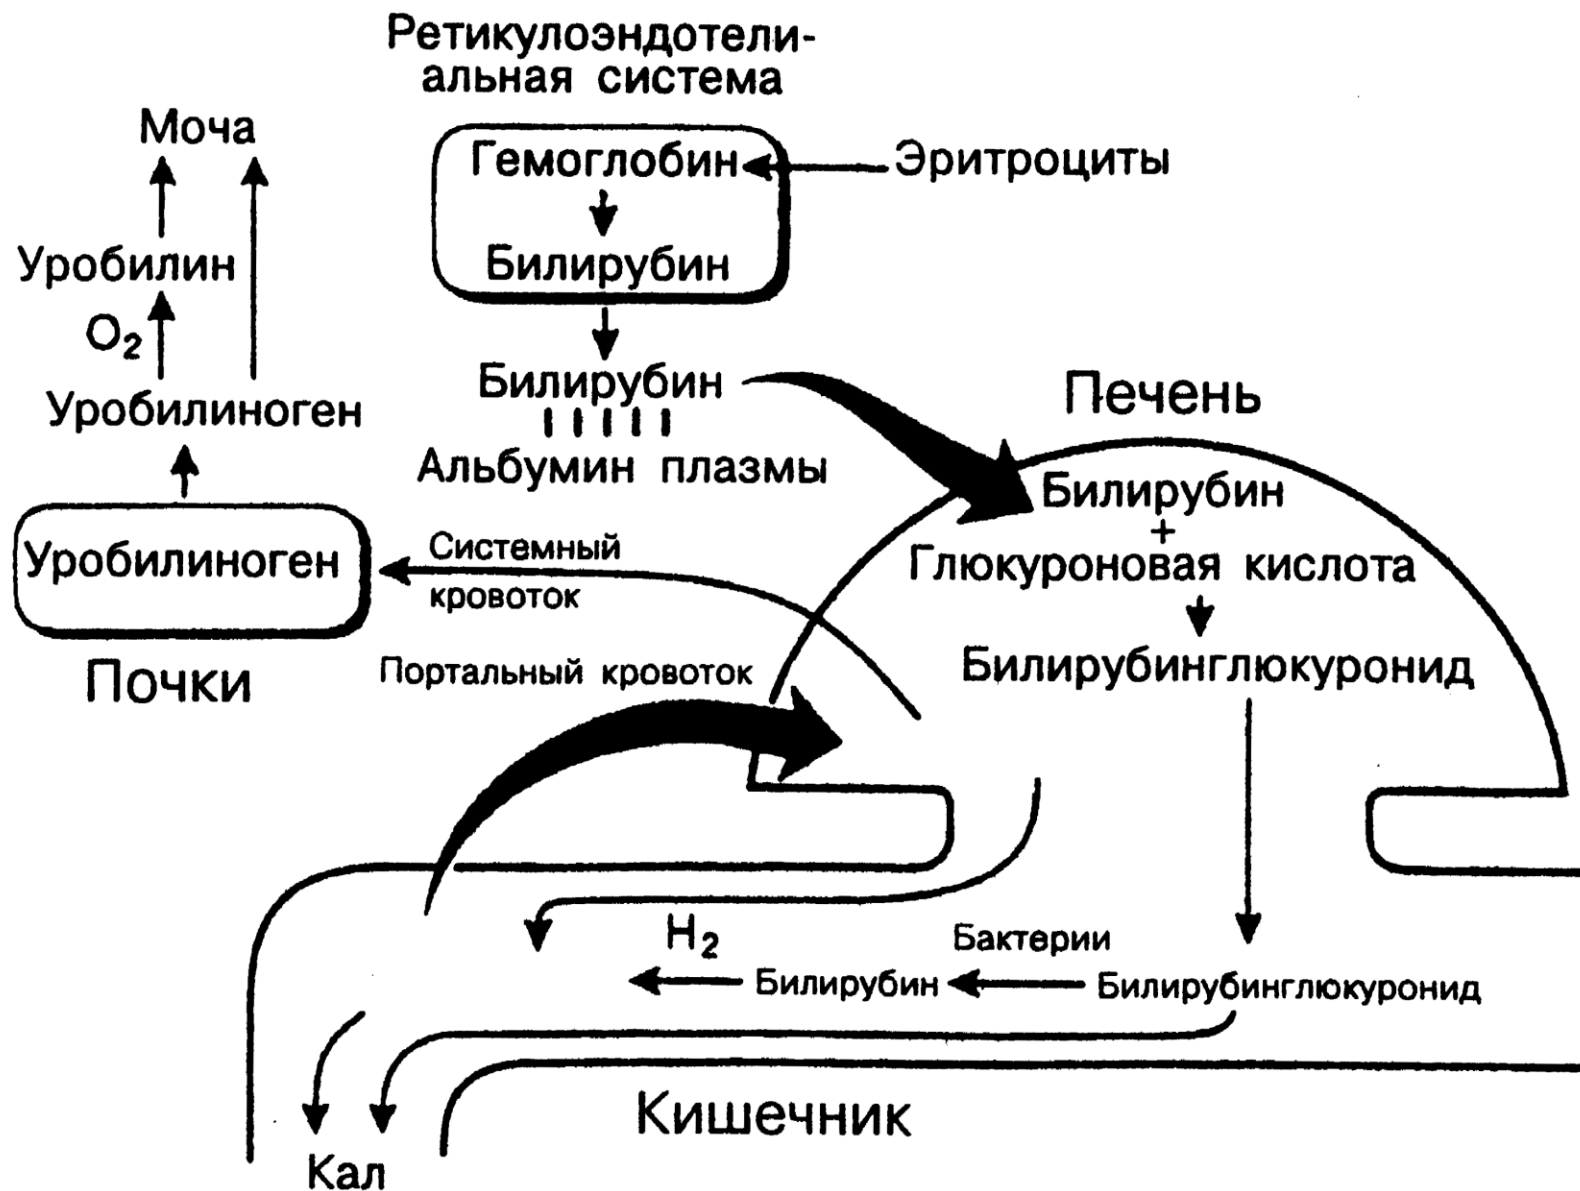 Ретикулоэндотели-
альная система
Моча
Гемоглобин
Эритроциты
Уробилин
Билирубин
O2
Билирубин
Печень
Уробилиноген
Альбумин плазмы
Билирубин
+
Глюкуроновая кислота
Системный
кровоток
Уробилиноген
Билирубинглюкуронид
Почки
Портальный кровоток
H2
Бактерии
Билирубин
Билирубинглюкуронид
Кишечник
Кал